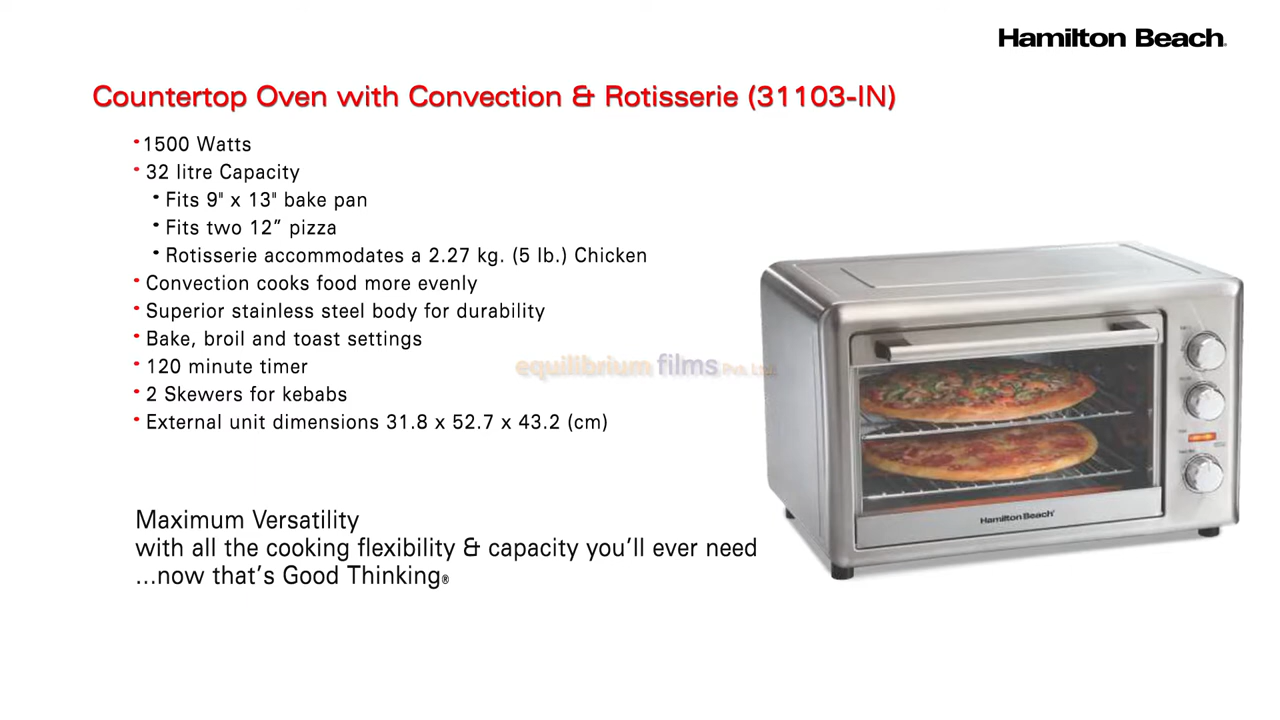 Hamilton Beach
Countertop Oven with Convection & Rotisserie (31103-IN)
• 1500 Watts
• 32 litre Capacity
• Fits 9" x 13" bake pan
• Fits two 12” pizza
• Rotisserie accommodates a 2.27 kg. (5 lb.) Chicken
• Convection cooks food more evenly
• Superior stainless steel body for durability
• Bake, broil and toast settings
equilibrium films Pvt. Ltd.
• 120 minute timer
• 2 Skewers for kebabs
• External unit dimensions 31.8 x 52.7 x 43.2 (cm)
Hamilton Beach
Maximum Versatility
with all the cooking flexibility & capacity you’ll ever need
...now that’s Good Thinking®